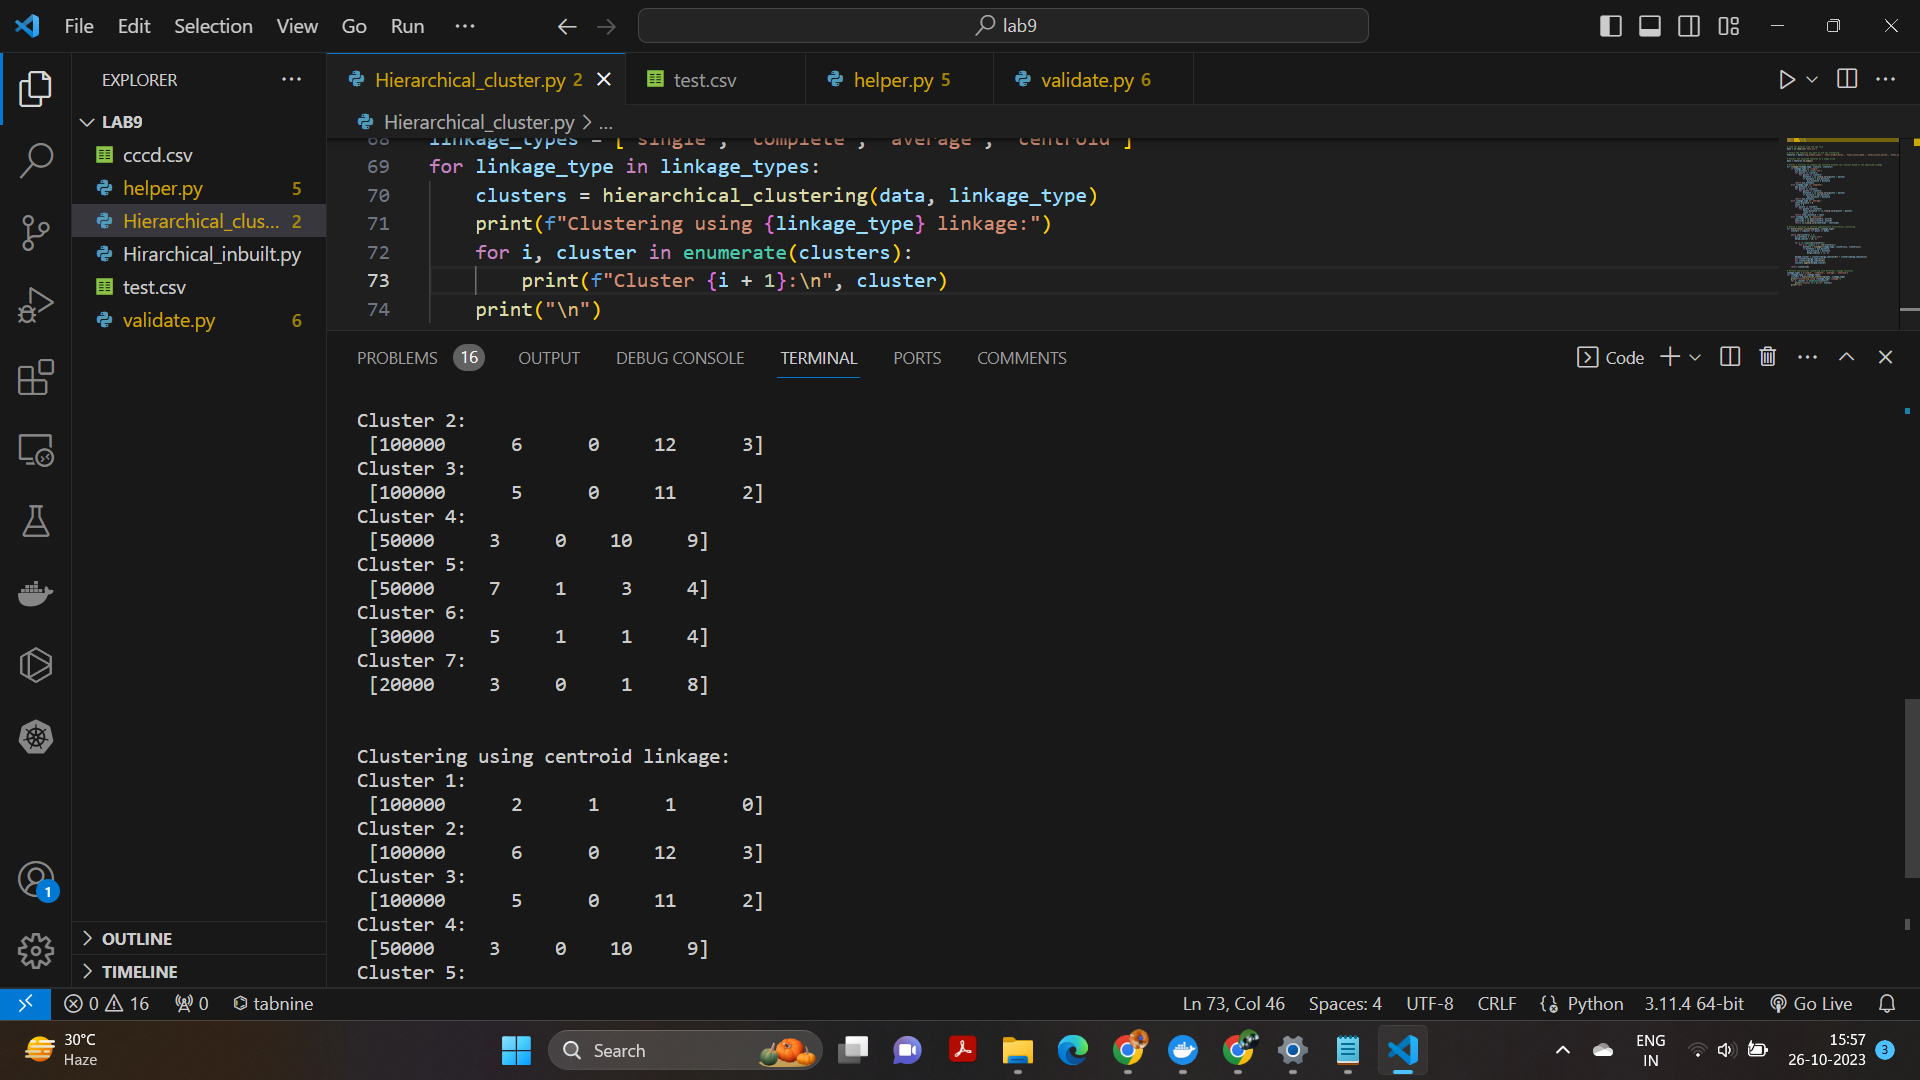 File Edit Selection View Go Run ···
lab9
EXPLORER ···
LAB9
cccd.csv
helper.py 5
Hierarchical_clus... 2
Hirarchical_inbuilt.py
test.csv
validate.py 6
OUTLINE
TIMELINE
Hierarchical_cluster.py 2
test.csv
helper.py 5
validate.py 6
Hierarchical_cluster.py > ...
68 linkage_types = ["single", "complete", "average", "centroid"]
69 for linkage_type in linkage_types:
70 clusters = hierarchical_clustering(data, linkage_type)
71 print(f"Clustering using {linkage_type} linkage:")
72 for i, cluster in enumerate(clusters):
73 print(f"Cluster {i + 1}:\n", cluster)
74 print("\n")
PROBLEMS 16 OUTPUT DEBUG CONSOLE TERMINAL PORTS COMMENTS
Code
Cluster 2:
[100000 6 0 12 3]
Cluster 3:
[100000 5 0 11 2]
Cluster 4:
[50000 3 0 10 9]
Cluster 5:
[50000 7 1 3 4]
Cluster 6:
[30000 5 1 1 4]
Cluster 7:
[20000 3 0 1 8]
Clustering using centroid linkage:
Cluster 1:
[100000 2 1 1 0]
Cluster 2:
[100000 6 0 12 3]
Cluster 3:
[100000 5 0 11 2]
Cluster 4:
[50000 3 0 10 9]
Cluster 5:
1
0 16 0 tabnine
Ln 73, Col 46 Spaces: 4 UTF-8 CRLF Python 3.11.4 64-bit Go Live
30°C
Haze
Search
ENG
IN
15:57
26-10-2023
3